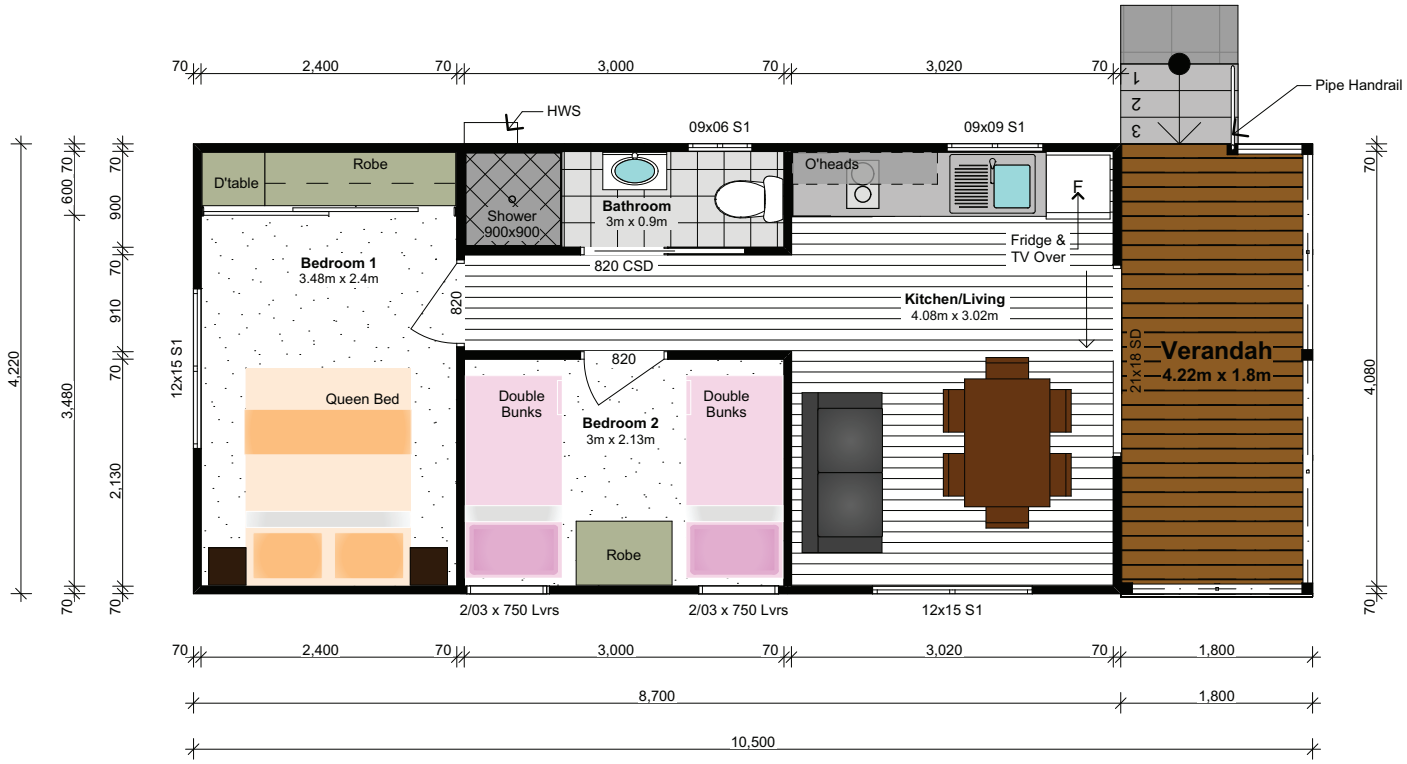 70
2,400
70
3,000
70
3,020
70
HWS
09x06 S1
09x09 S1
1
2
3
Pipe Handrail
4,220
70
600
3,480
70
70
900
70
910
70
2,130
70
Robe
D'table
Shower
900x900
Bathroom
3m x 0.9m
O'heads
F
Fridge &
TV Over
Bedroom 1
3.48m x 2.4m
820 CSD
820
Kitchen/Living
4.08m x 3.02m
12x15 S1
820
21x18 SD
Verandah
4.22m x 1.8m
70
4,080
70
Queen Bed
Double
Bunks
Double
Bunks
Bedroom 2
3m x 2.13m
Robe
2/03 x 750 Lvrs
2/03 x 750 Lvrs
12x15 S1
70
2,400
70
3,000
70
3,020
70
1,800
8,700
1,800
10,500